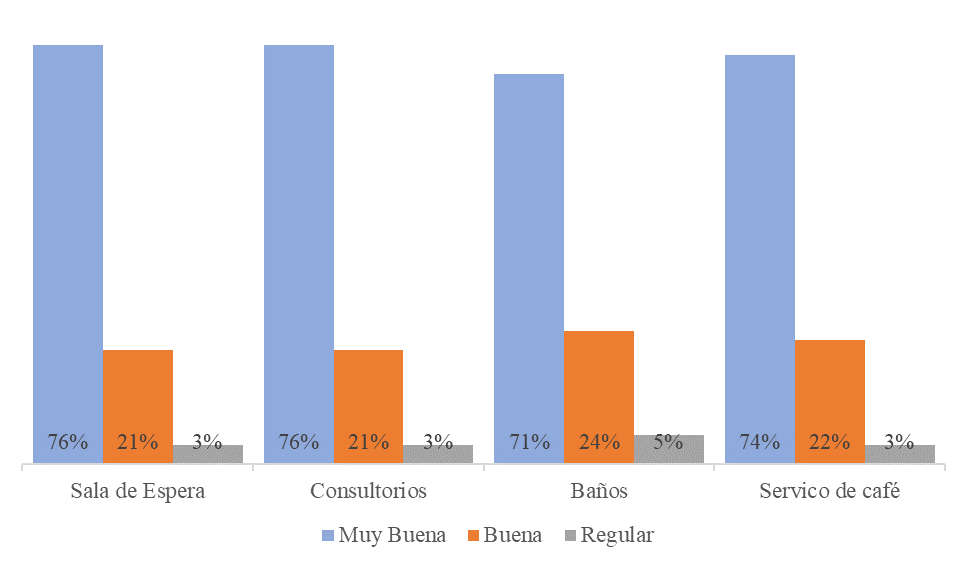 76% 21% 3% 76% 21% 3% 71% 24% 5% 74% 22% 3%
Sala de Espera Consultorios Baños Servico de café
Muy Buena Buena Regular